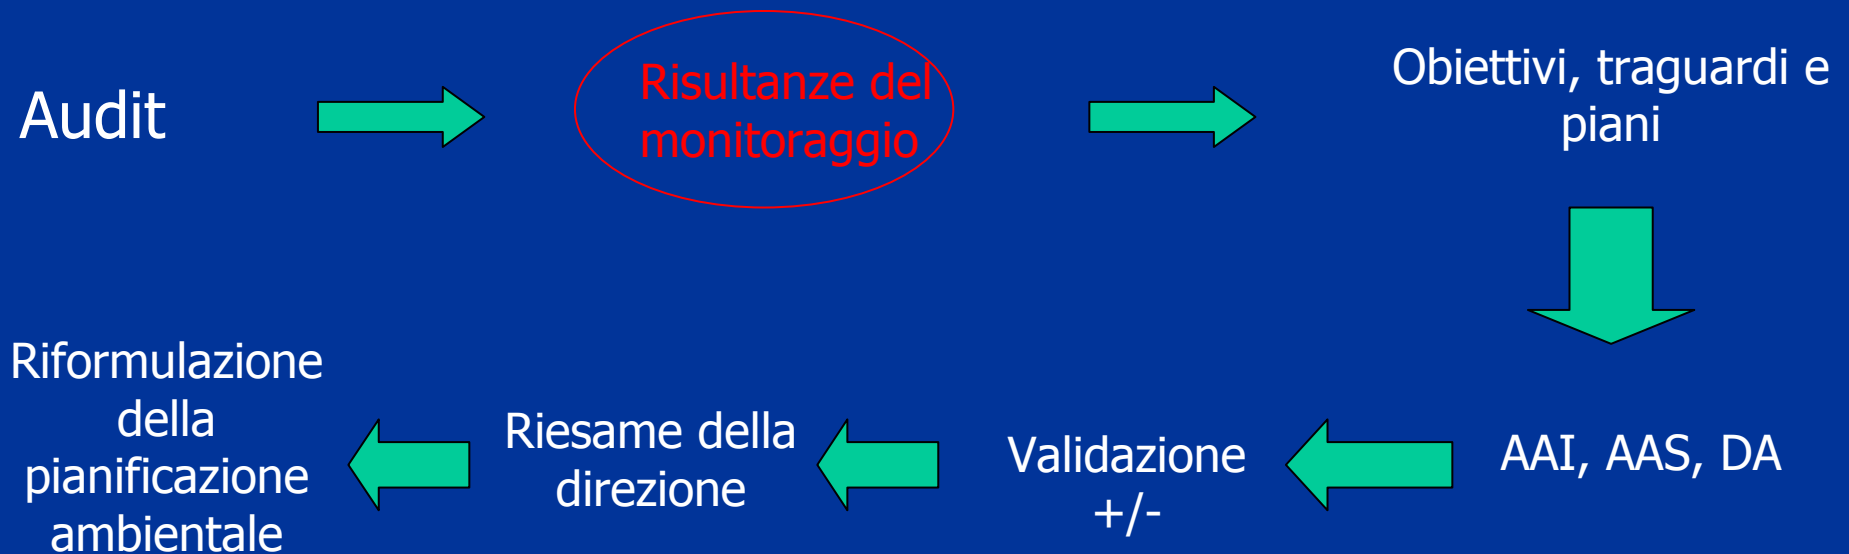 Audit
Risultanze del
monitoraggio
Obiettivi, traguardi e
piani
AAI, AAS, DA
Validazione
+/-
Riesame della
direzione
Riformulazione
della
pianificazione
ambientale